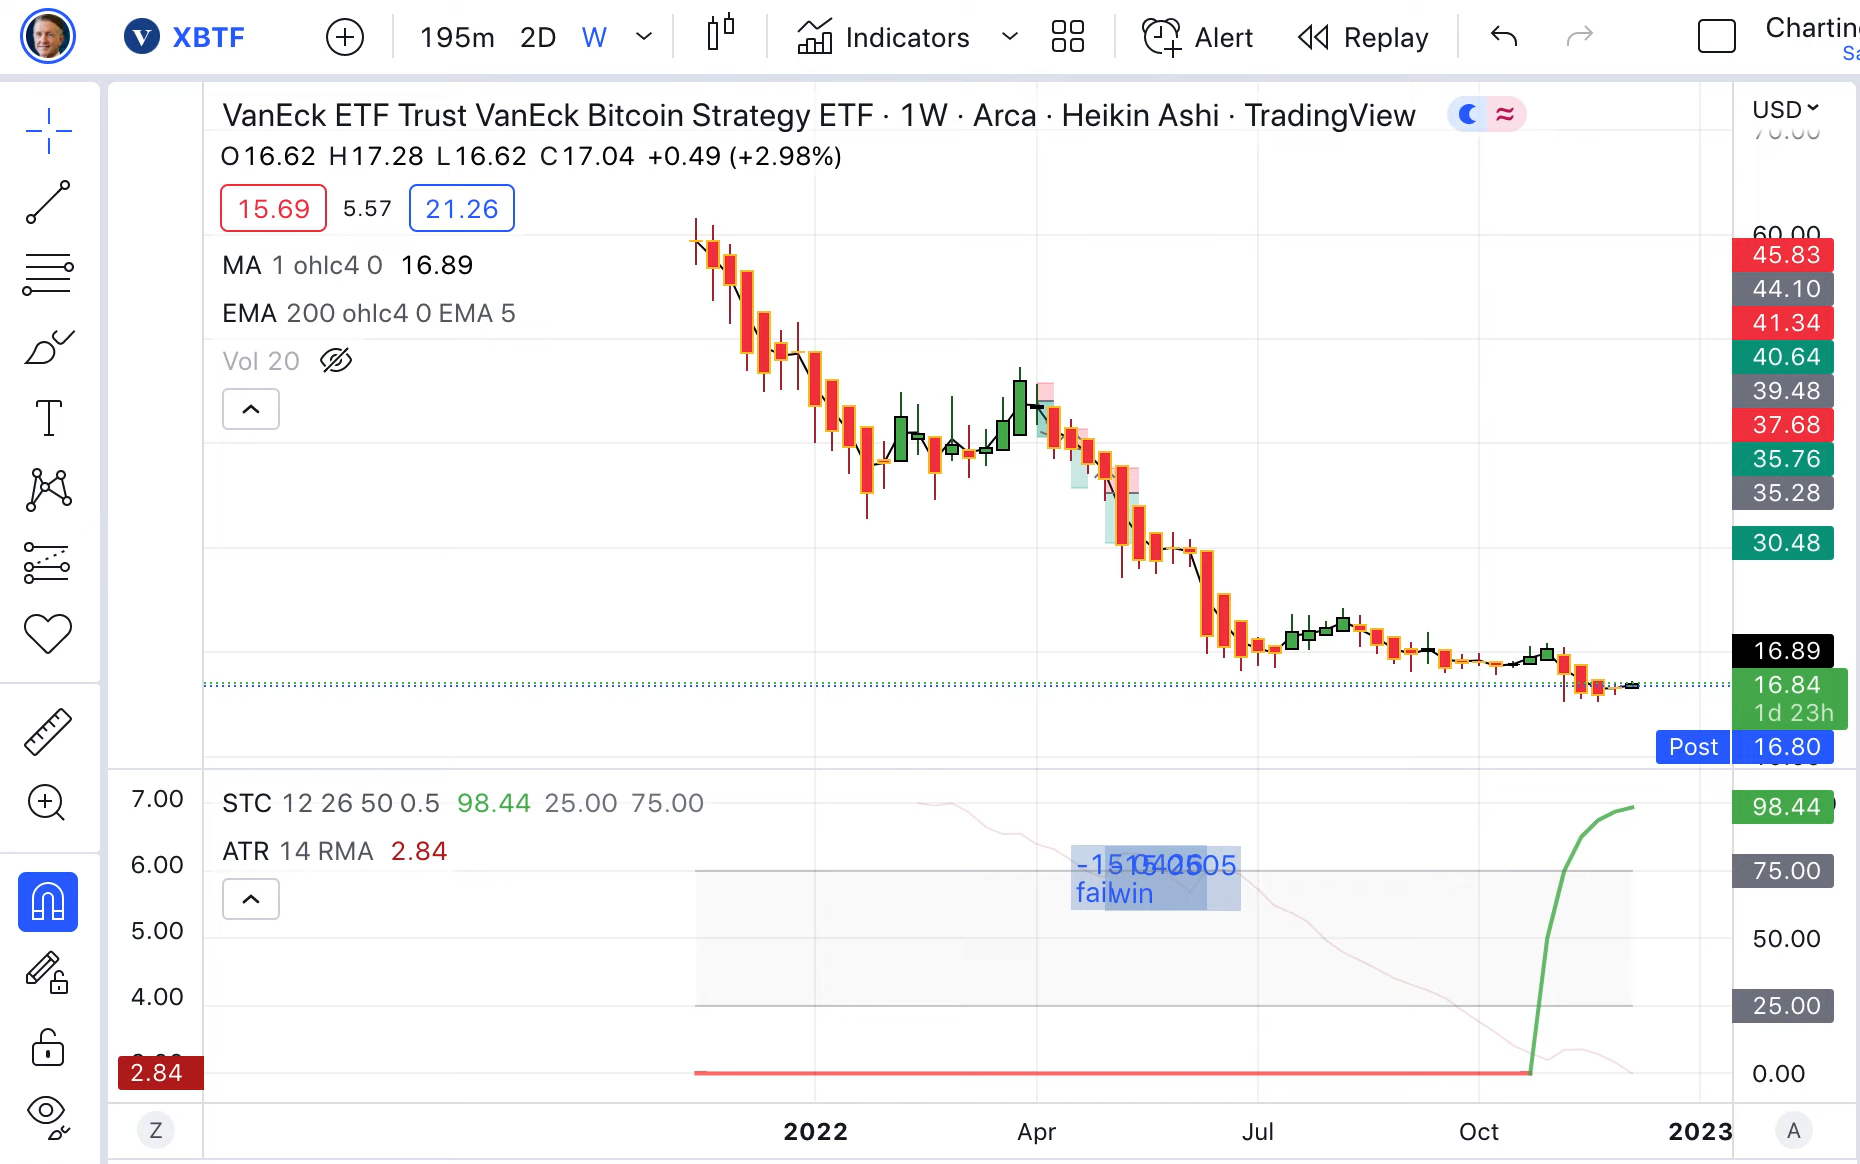 XBTF 195m 2D W Indicators Alert Replay
VanEck ETF Trust VanEck Bitcoin Strategy ETF · 1W · Arca · Heikin Ashi · TradingView
USD
70.00
O16.62 H17.28 L16.62 C17.04 +0.49 (+2.98%)
15.69 5.57 21.26
MA 1 ohlc4 0 16.89
EMA 200 ohlc4 0 EMA 5
Vol 20
60.00
45.83
44.10
41.34
40.64
39.48
37.68
35.76
35.28
30.48
16.89
16.84
1d 23h
Post 16.80
STC 12 26 50 0.5 98.44 25.00 75.00
ATR 14 RMA 2.84
7.00
6.00
5.00
4.00
2.84
fail
win
98.44
75.00
50.00
25.00
0.00
Z 2022 Apr Jul Oct 2023 A